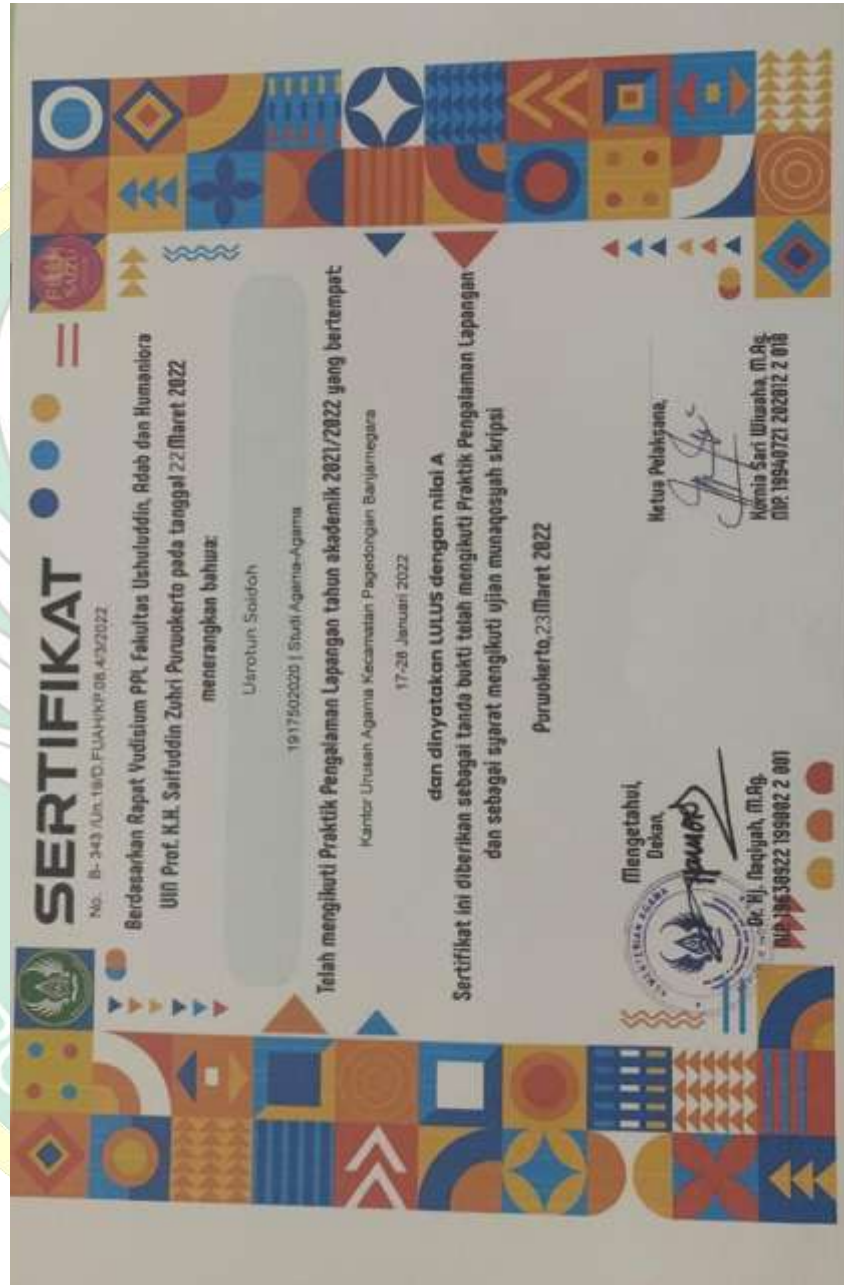 SERTIFIKAT
No. B- 343 /Un.19/D.FUAH/KP.08.4/3/2022
Berdasarkan Rapat Yudisium PPL Fakultas Ushuluddin, Adab dan Humaniora
UIN Prof. K.H. Saifuddin Zuhri Purwokerto pada tanggal 22 Maret 2022
menerangkan bahwa:
Usrotun Saidoh
1917502020 | Studi Agama-Agama
Telah mengikuti Praktik Pengalaman Lapangan tahun akademik 2021/2022 yang bertempat:
Kantor Urusan Agama Kecamatan Pagedongan Banjarnegara
17-28 Januari 2022
dan dinyatakan LULUS dengan nilai A
Sertifikat ini diberikan sebagai tanda bukti telah mengikuti Praktik Pengalaman Lapangan
dan sebagai syarat mengikuti ujian munaqosyah skripsi
Purwokerto,23 Maret 2022
Mengetahui,
Dekan,
KEMENTERIAN AGAMA
Dr. Hj. Naqiyah, M.Ag.
NIP. 19630922 199002 2 001
Ketua Pelaksana,
Kurnia Sari Wiwaha, M.Ag.
NIP. 19940721 202012 2 018